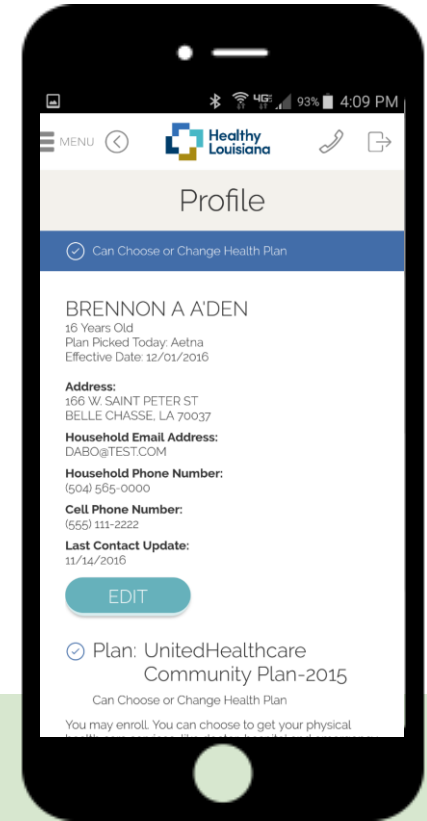 4G 93% 4:09 PM
MENU Healthy
Louisiana
Profile
Can Choose or Change Health Plan
BRENNON A A'DEN
16 Years Old
Plan Picked Today: Aetna
Effective Date: 12/01/2016
Address:
166 W. SAINT PETER ST
BELLE CHASSE, LA 70037
Household Email Address:
DABO@TEST.COM
Household Phone Number:
(504) 565-0000
Cell Phone Number:
(555) 111-2222
Last Contact Update:
11/14/2016
EDIT
Plan: UnitedHealthcare
Community Plan-2015
Can Choose or Change Health Plan
You may enroll. You can choose to get your physical